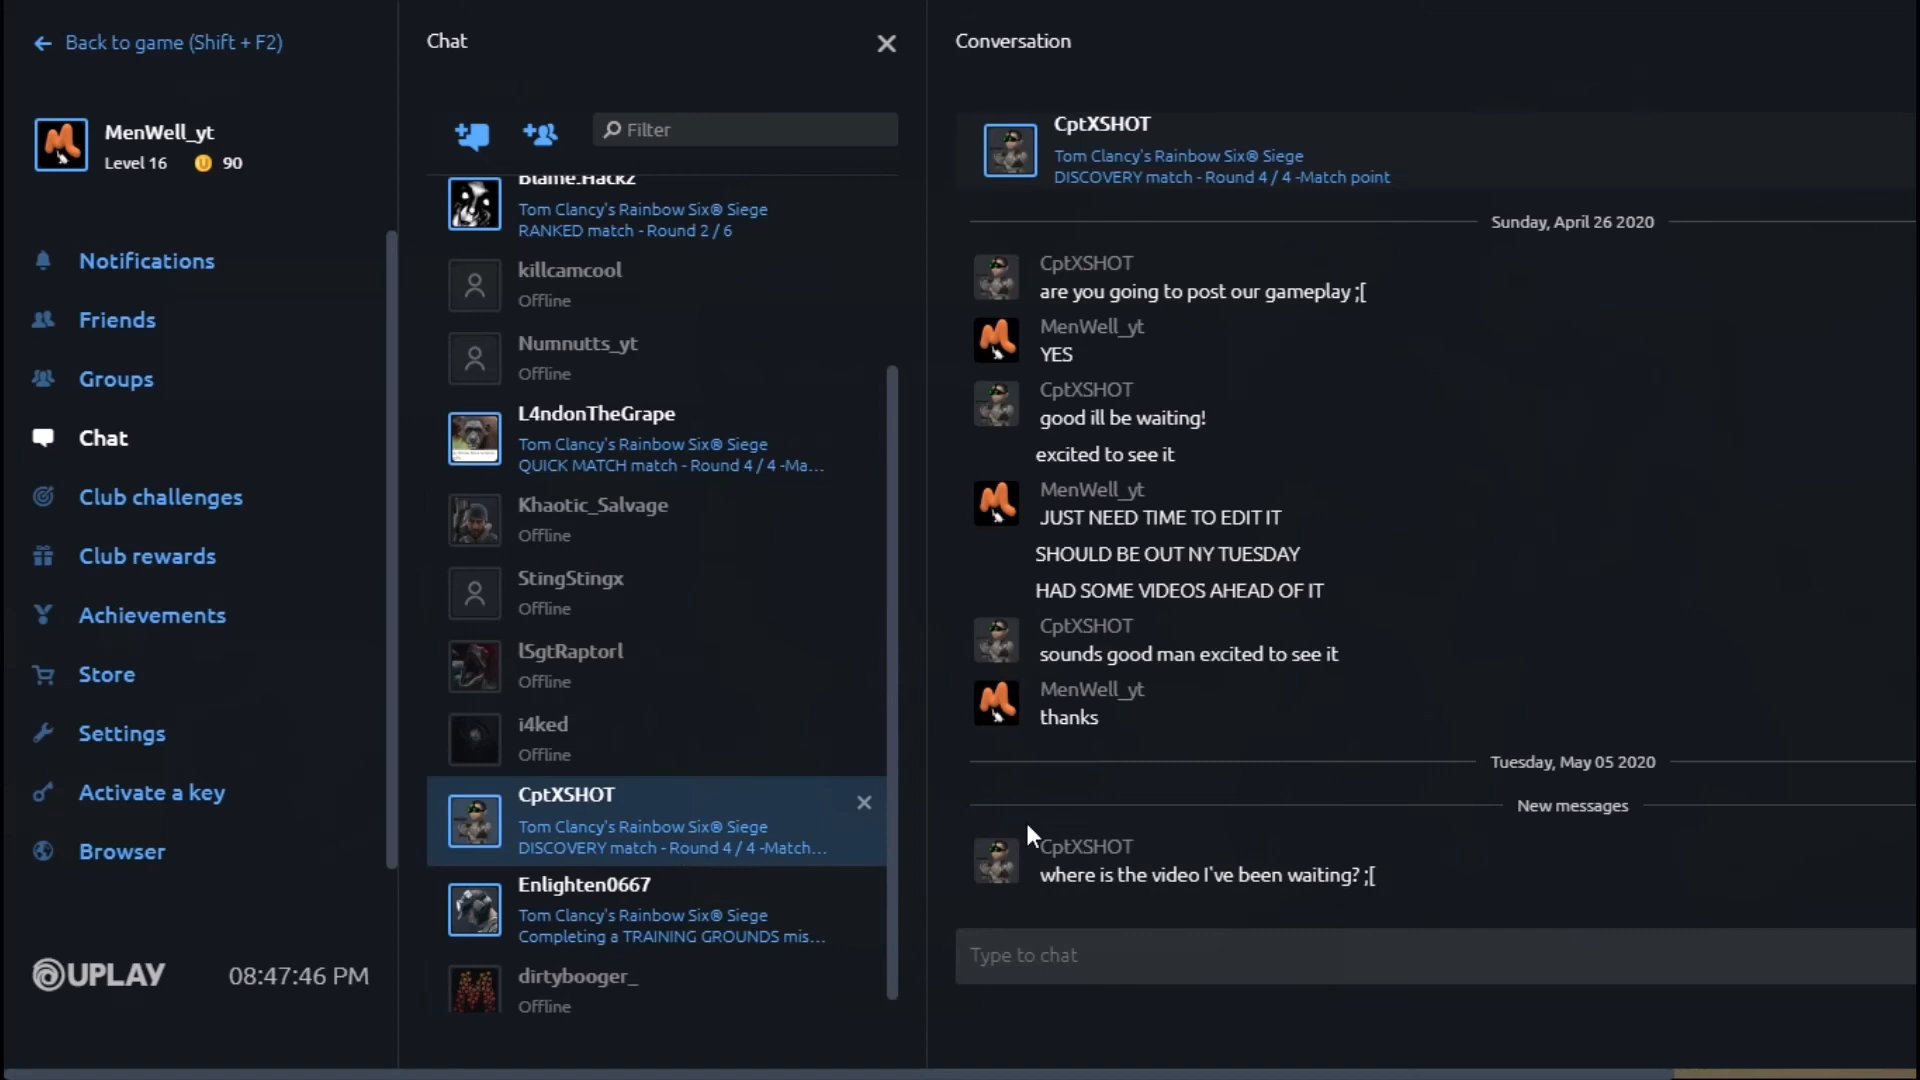 Back to game (Shift + F2)
MenWell_yt
Level 16 90
Notifications
Friends
Groups
Chat
Club challenges
Club rewards
Achievements
Store
Settings
Activate a key
Browser
UPLAY 08:47:46 PM
Chat
Filter
Blame.Hackz
Tom Clancy's Rainbow Six® Siege
RANKED match - Round 2 / 6
killcamcool
Offline
Numnutts_yt
Offline
L4ndonTheGrape
Tom Clancy's Rainbow Six® Siege
QUICK MATCH match - Round 4 / 4 -Ma...
Khaotic_Salvage
Offline
StingStingx
Offline
lSgtRaptorl
Offline
i4ked
Offline
CptXSHOT
Tom Clancy's Rainbow Six® Siege
DISCOVERY match - Round 4 / 4 -Match...
Enlighten0667
Tom Clancy's Rainbow Six® Siege
Completing a TRAINING GROUNDS mis...
dirtybooger_
Offline
Conversation
CptXSHOT
Tom Clancy's Rainbow Six® Siege
DISCOVERY match - Round 4 / 4 -Match point
Sunday, April 26 2020
CptXSHOT
are you going to post our gameplay ;[
MenWell_yt
YES
CptXSHOT
good ill be waiting!
excited to see it
MenWell_yt
JUST NEED TIME TO EDIT IT
SHOULD BE OUT NY TUESDAY
HAD SOME VIDEOS AHEAD OF IT
CptXSHOT
sounds good man excited to see it
MenWell_yt
thanks
Tuesday, May 05 2020
New messages
CptXSHOT
where is the video I've been waiting? ;[
Type to chat